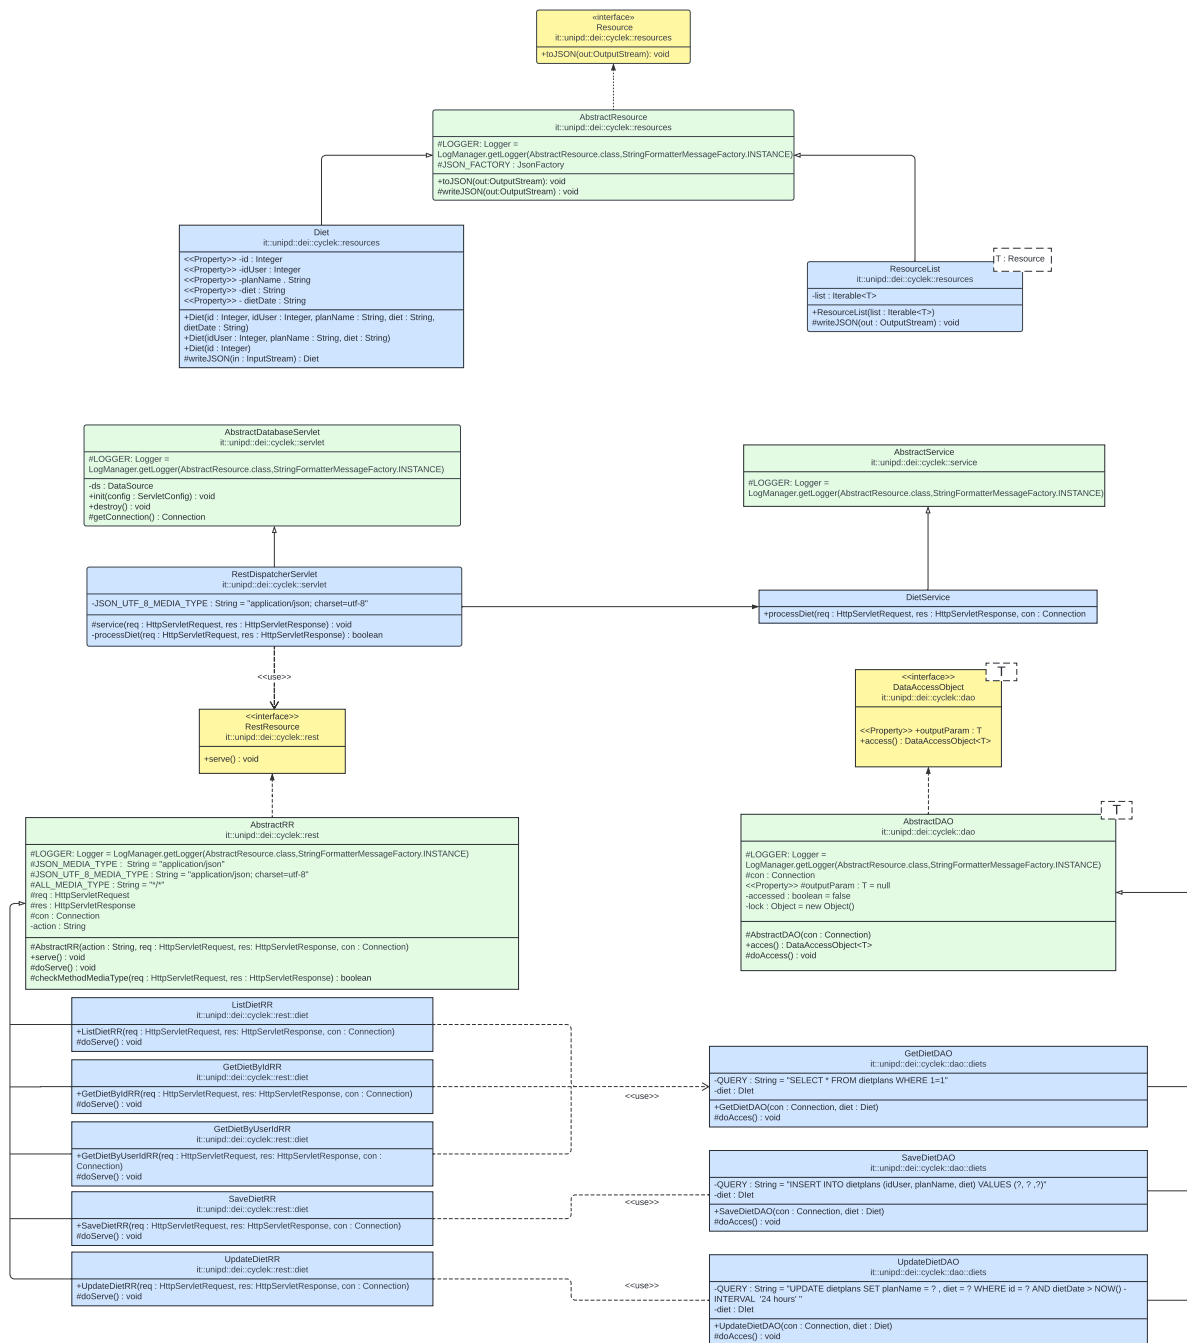 «interface»
Resource
it::unipd::dei::cyclek::resources
+toJSON(out:OutputStream): void
AbstractResource
it::unipd::dei::cyclek::resources
#LOGGER: Logger =
LogManager.getLogger(AbstractResource.class,StringFormatterMessageFactory.INSTANCE)
#JSON_FACTORY : JsonFactory
+toJSON(out:OutputStream): void
#writeJSON(out:OutputStream) : void
Diet
it::unipd::dei::cyclek::resources
<<Property>> -id : Integer
<<Property>> -idUser : Integer
<<Property>> -planName . String
<<Property>> -diet : String
<<Property>> - dietDate : String
+Diet(id : Integer, idUser : Integer, planName : String, diet : String,
dietDate : String)
+Diet(idUser : Integer, planName : String, diet : String)
+Diet(id : Integer)
#writeJSON(in : InputStream) : Diet
T : Resource
ResourceList
it::unipd::dei::cyclek::resources
-list : Iterable<T>
+ResourceList(list : Iterable<T>)
#writeJSON(out : OutputStream) : void
AbstractDatabaseServlet
it::unipd::dei::cyclek::servlet
#LOGGER: Logger =
LogManager.getLogger(AbstractResource.class,StringFormatterMessageFactory.INSTANCE)
-ds : DataSource
+init(config : ServletConfig) : void
+destroy() : void
#getConnection() : Connection
AbstractService
it::unipd::dei::cyclek::service
#LOGGER: Logger =
LogManager.getLogger(AbstractResource.class,StringFormatterMessageFactory.INSTANCE)
RestDispatcherServlet
it::unipd::dei::cyclek::servlet
-JSON_UTF_8_MEDIA_TYPE : String = "application/json; charset=utf-8"
#service(req : HttpServletRequest, res : HttpServletResponse) : void
-processDiet(req : HttpServletRequest, res : HttpServletResponse) : boolean
DietService
+processDiet(req : HttpServletRequest, res : HttpServletResponse, con : Connection
<<use>>
<<interface>>
RestResource
it::unipd::dei::cyclek::rest
+serve() : void
T
<<interface>>
DataAccessObject
it::unipd::dei::cyclek::dao
<<Property>> +outputParam : T
+access() : DataAccessObject<T>
AbstractRR
it::unipd::dei::cyclek::rest
#LOGGER: Logger = LogManager.getLogger(AbstractResource.class,StringFormatterMessageFactory.INSTANCE)
#JSON_MEDIA_TYPE :  String = "application/json"
#JSON_UTF_8_MEDIA_TYPE : String = "application/json; charset=utf-8"
#ALL_MEDIA_TYPE : String = "*/*"
#req : HttpServletRequest
#res : HttpServletResponse
#con : Connection
-action : String
#AbstractRR(action : String, req : HttpServletRequest, res: HttpServletResponse, con : Connection)
+serve() : void
#doServe() : void
#checkMethodMediaType(req : HttpServletRequest, res : HttpServletResponse) : boolean
T
AbstractDAO
it::unipd::dei::cyclek::dao
#LOGGER: Logger =
LogManager.getLogger(AbstractResource.class,StringFormatterMessageFactory.INSTANCE)
#con : Connection
<<Property>> #outputParam : T = null
-accessed : boolean = false
-lock : Object = new Object()
#AbstractDAO(con : Connection)
+acces() : DataAccessObject<T>
#doAccess() : void
ListDietRR
it::unipd::dei::cyclek::rest::diet
+ListDietRR(req : HttpServletRequest, res: HttpServletResponse, con : Connection)
#doServe() : void
GetDietByIdRR
it::unipd::dei::cyclek::rest::diet
+GetDietByIdRR(req : HttpServletRequest, res: HttpServletResponse, con : Connection)
#doServe() : void
<<use>>
GetDietDAO
it::unipd::dei::cyclek::dao::diets
-QUERY : String = "SELECT * FROM dietplans WHERE 1=1"
-diet : DIet
+GetDietDAO(con : Connection, diet : Diet)
#doAcces() : void
GetDietByUserIdRR
it::unipd::dei::cyclek::rest::diet
+GetDietByUserIdRR(req : HttpServletRequest, res: HttpServletResponse, con :
Connection)
#doServe() : void
SaveDietRR
it::unipd::dei::cyclek::rest::diet
+SaveDietRR(req : HttpServletRequest, res: HttpServletResponse, con : Connection)
#doServe() : void
<<use>>
SaveDietDAO
it::unipd::dei::cyclek::dao::diets
-QUERY : String = "INSERT INTO dietplans (idUser, planName, diet) VALUES (?, ? ,?)"
-diet : DIet
+SaveDietDAO(con : Connection, diet : Diet)
#doAcces() : void
UpdateDietRR
it::unipd::dei::cyclek::rest::diet
+UpdateDietRR(req : HttpServletRequest, res: HttpServletResponse, con : Connection)
#doServe() : void
<<use>>
UpdateDietDAO
it::unipd::dei::cyclek::dao::diets
-QUERY : String = "UPDATE dietplans SET planName = ? , diet = ? WHERE id = ? AND dietDate > NOW() -
INTERVAL  '24 hours' "
-diet : DIet
+UpdateDietDAO(con : Connection, diet : Diet)
#doAcces() : void